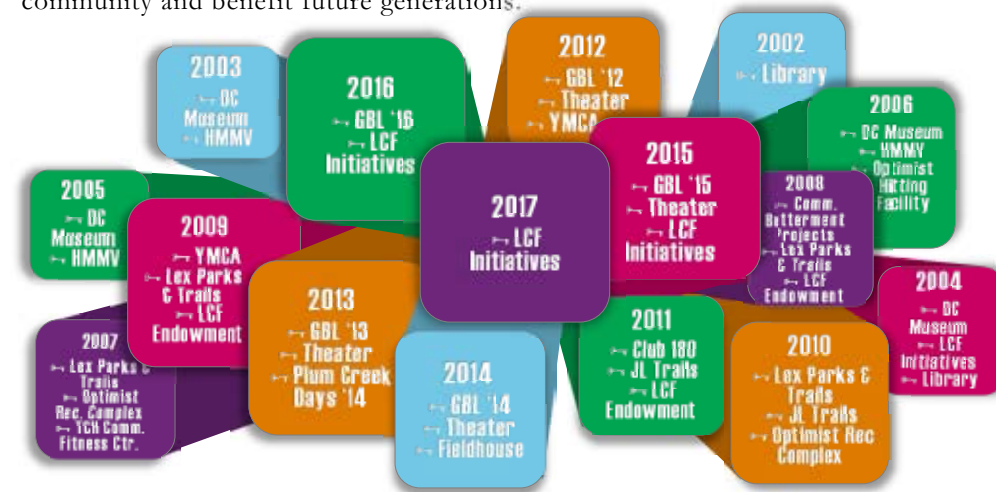 community and benefit future generations.
2003
DC
Museum
HMMV
2016
GBL '16
LCF
Initiatives
2012
GBL '12
Theater
YMCA
2002
Library
2006
DC Museum
HMMV
Optimist
Hitting
Facility
2005
DC
Museum
HMMV
2009
YMCA
Lex Parks
& Trails
LCF
Endowment
2017
LCF
Initiatives
2015
GBL '15
Theater
LCF
Initiatives
2008
Comm.
Betterment
Projects
Lex Parks
& Trails
LCF
Endowment
2004
DC
Museum
LCF
Initiatives
Library
2007
Lex Parks &
Trails
Optimist
Rec. Complex
TCH Comm.
Fitness Ctr.
2013
GBL '13
Theater
Plum Creek
Days '14
2014
GBL '14
Theater
Fieldhouse
2011
Club 180
JL Trails
LCF
Endowment
2010
Lex Parks &
Trails
JL Trails
Optimist Rec
Complex